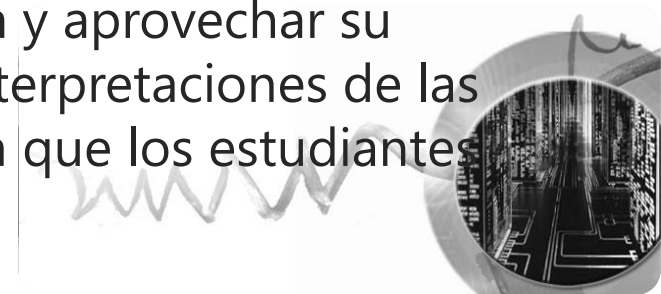 y aprovechar su
terpretaciones de las
que los estudiantes